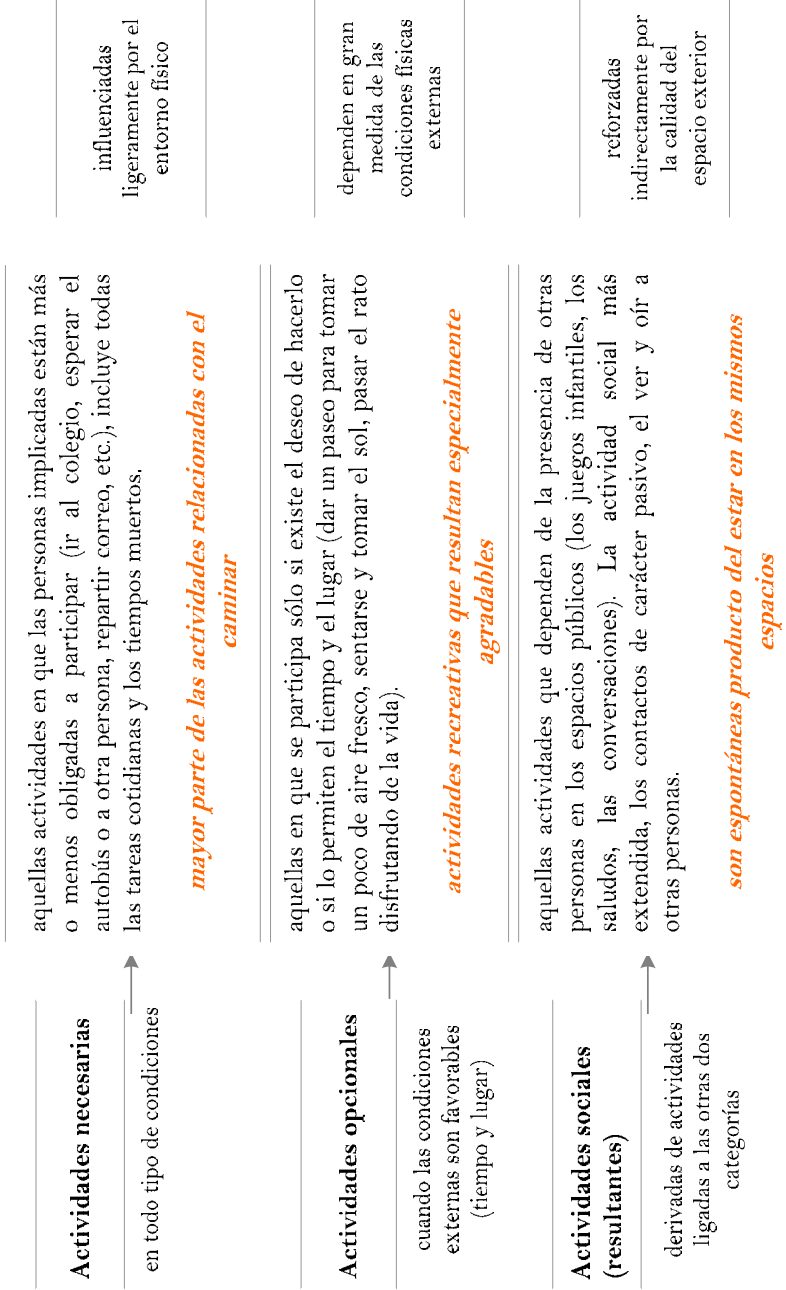 Actividades necesarias
en todo tipo de condiciones
aquellas actividades en que las personas implicadas están más
o menos obligadas a participar (ir al colegio, esperar el
autobús o a otra persona, repartir correo, etc.), incluye todas
las tareas cotidianas y los tiempos muertos.
mayor parte de las actividades relacionadas con el
caminar
influenciadas
ligeramente por el
entorno físico
Actividades opcionales
cuando las condiciones
externas son favorables
(tiempo y lugar)
aquellas en que se participa sólo si existe el deseo de hacerlo
o si lo permiten el tiempo y el lugar (dar un paseo para tomar
un poco de aire fresco, sentarse y tomar el sol, pasar el rato
disfrutando de la vida).
actividades recreativas que resultan especialmente
agradables
dependen en gran
medida de las
condiciones físicas
externas
Actividades sociales
(resultantes)
derivadas de actividades
ligadas a las otras dos
categorías
aquellas actividades que dependen de la presencia de otras
personas en los espacios públicos (los juegos infantiles, los
saludos, las conversaciones). La actividad social más
extendida, los contactos de carácter pasivo, el ver y oír a
otras personas.
son espontáneas producto del estar en los mismos
espacios
reforzadas
indirectamente por
la calidad del
espacio exterior